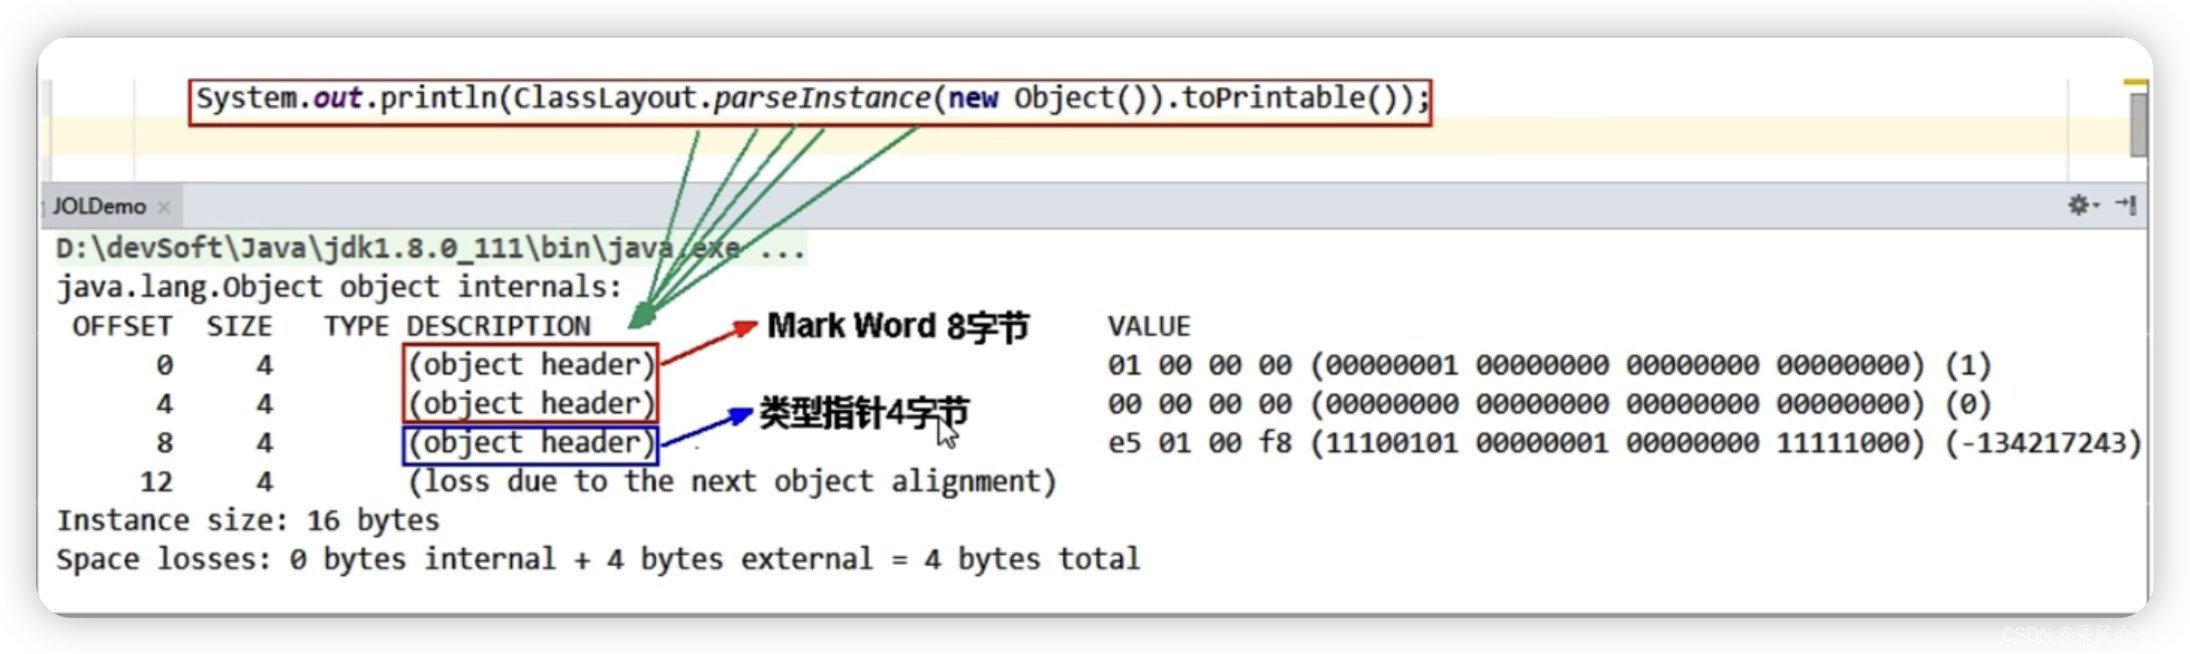 System.out.println(ClassLayout.parseInstance(new Object()).toPrintable());
JOLDemo
D:\devSoft\Java\jdk1.8.0_111\bin\java.exe ...
java.lang.Object object internals:
OFFSET SIZE TYPE DESCRIPTION Mark Word 8字节 VALUE
0 4 (object header) 01 00 00 00 (00000001 00000000 00000000 00000000) (1)
4 4 (object header) 类型指针4字节 00 00 00 00 (00000000 00000000 00000000 00000000) (0)
8 4 (object header) e5 01 00 f8 (11100101 00000001 00000000 11111000) (-134217243)
12 4 (loss due to the next object alignment)
Instance size: 16 bytes
Space losses: 0 bytes internal + 4 bytes external = 4 bytes total
CSDN @乘风